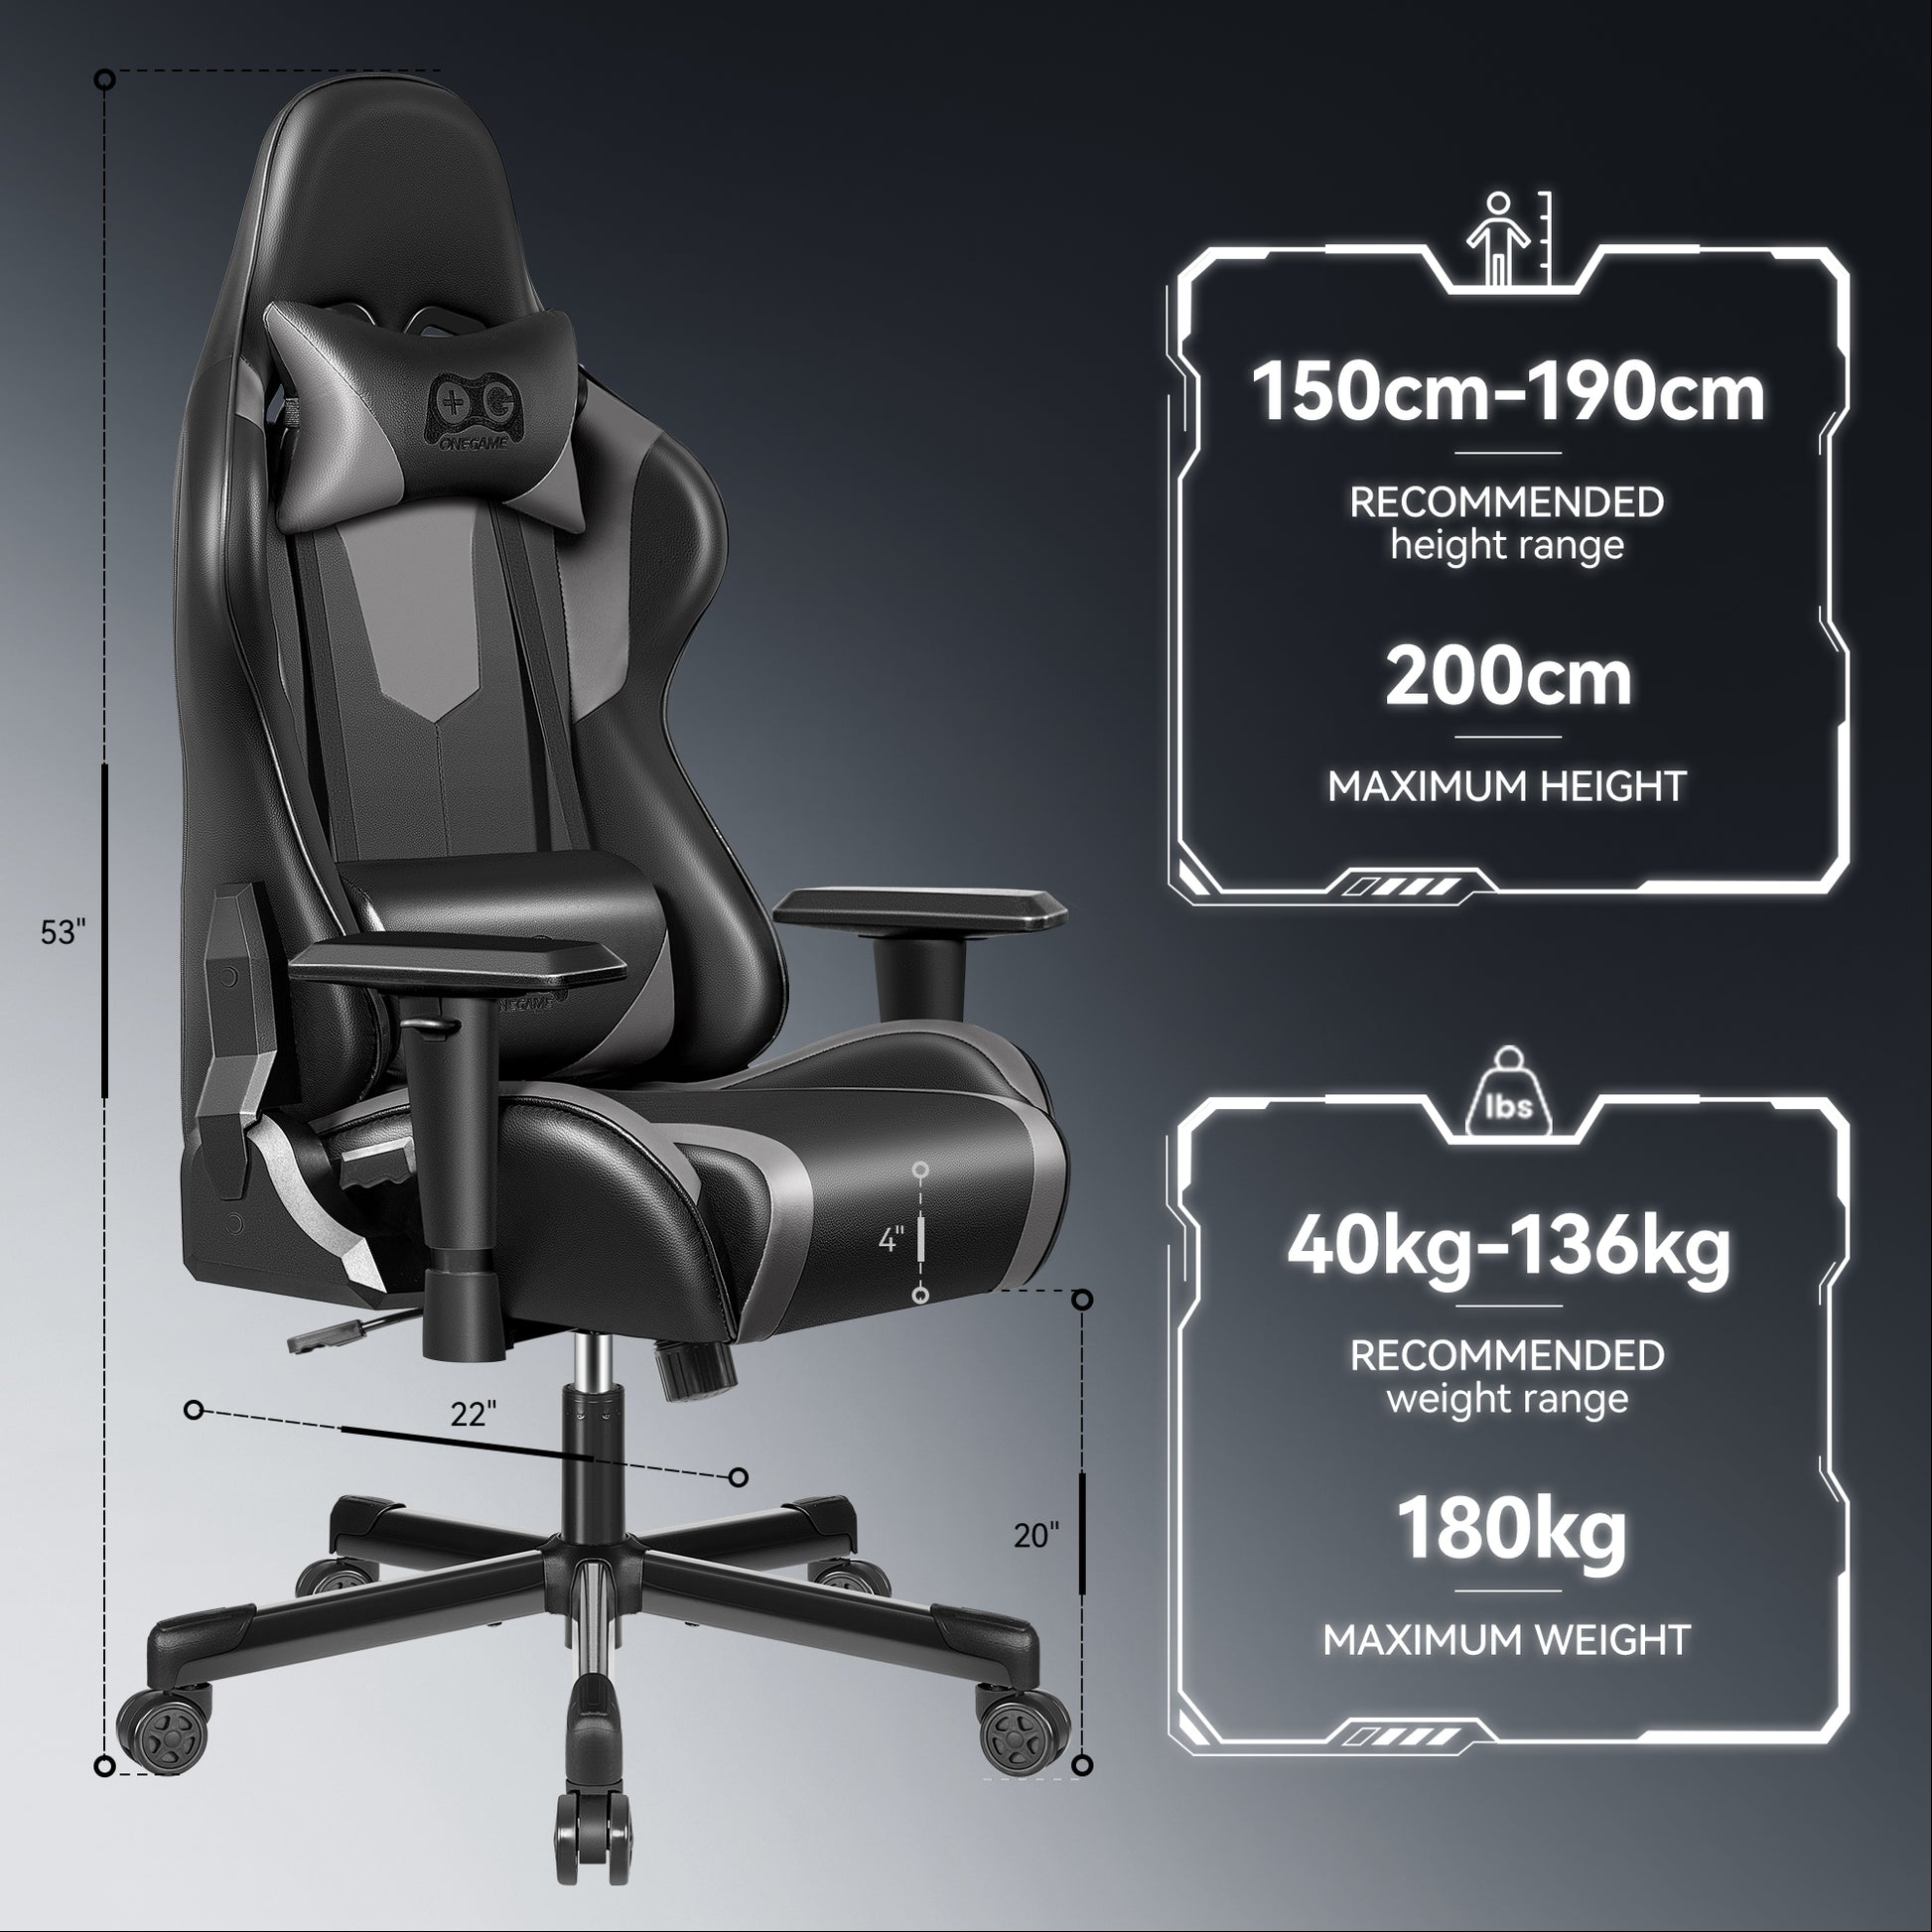 ONEGAME
53"
4"
22"
20"
150cm-190cm
RECOMMENDED
height range
200cm
MAXIMUM HEIGHT
lbs
40kg-136kg
RECOMMENDED
weight range
180kg
MAXIMUM WEIGHT